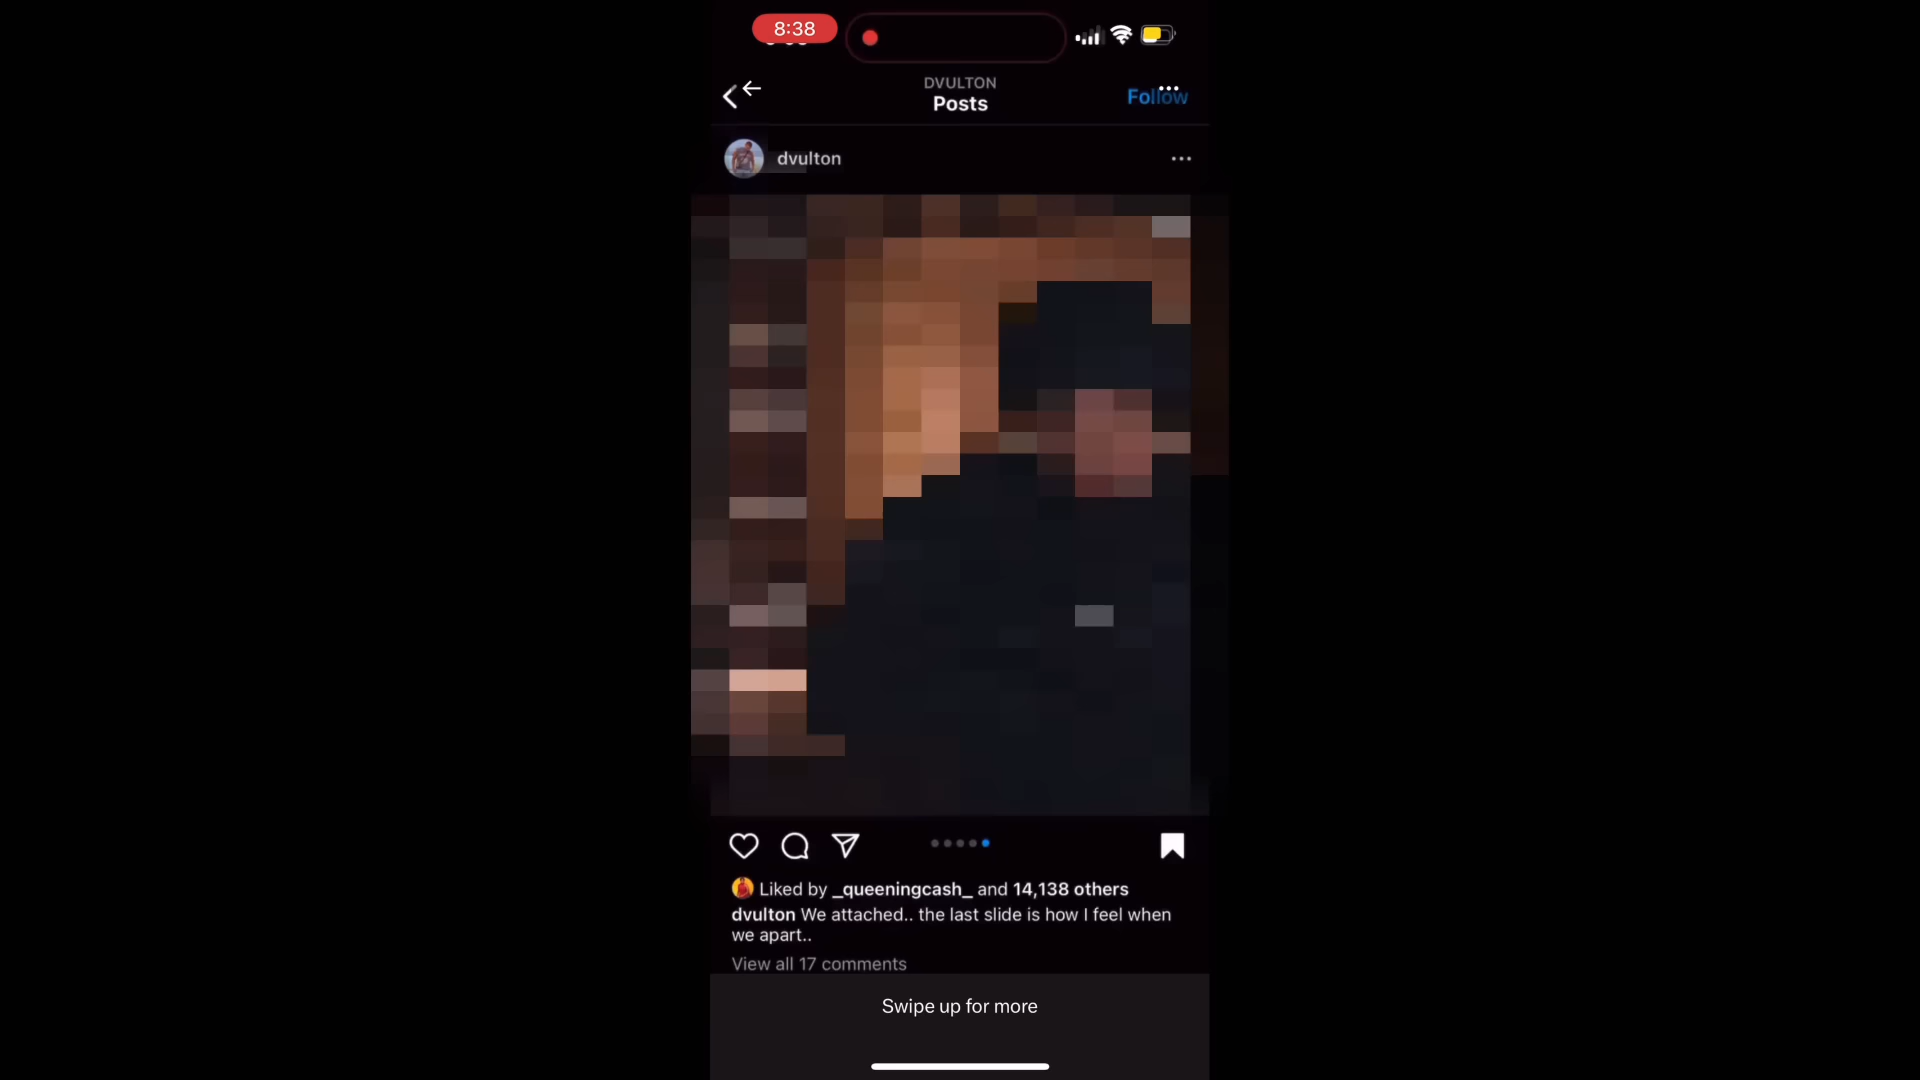 8:38
DVULTON
Posts
Follow
dvulton
Liked by _queeningcash_ and 14,138 others
dvulton We attached.. the last slide is how I feel when
we apart..
View all 17 comments
Swipe up for more